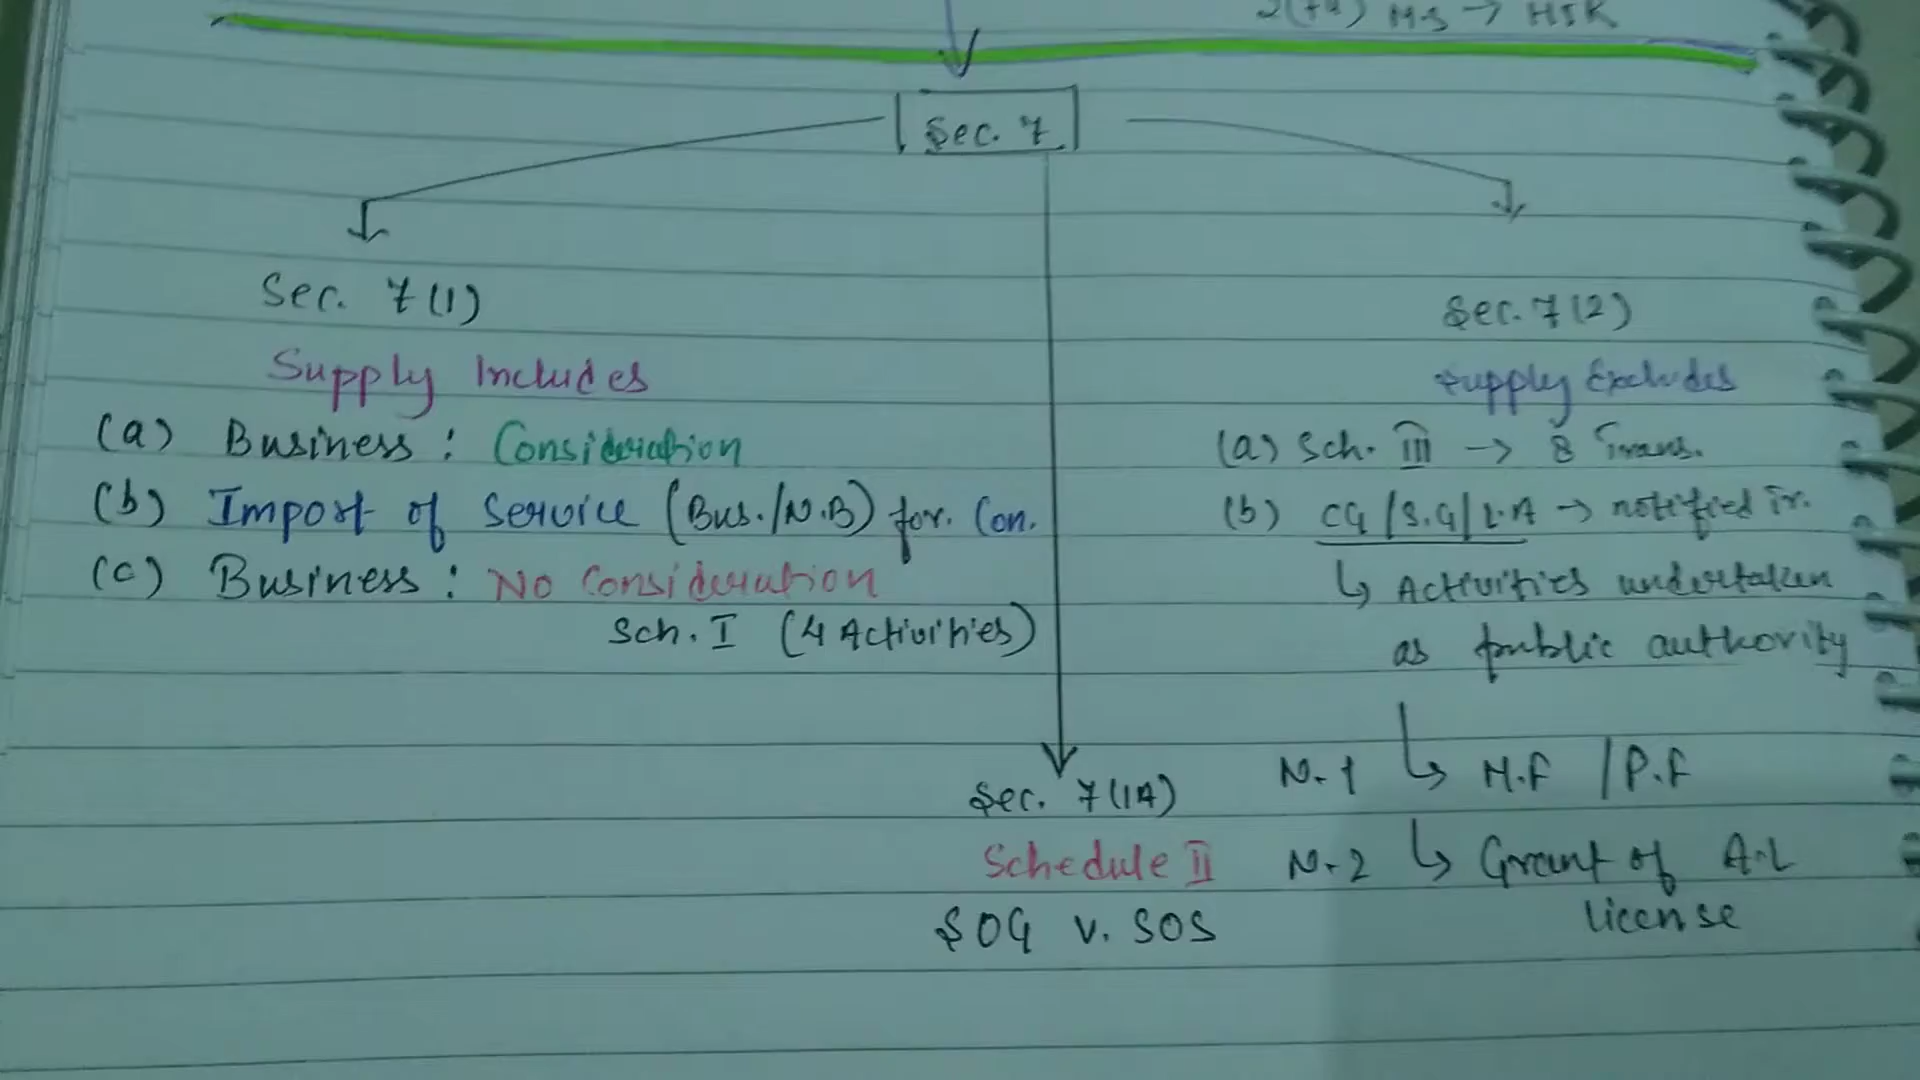 MS → HSR
Sec. 7
Sec. 7(1)
Supply Includes
(a) Business : Consideration
(b) Import of Service (Bus./N.B) for. Con.
(c) Business : No Consideration
Sch. I (4 Activities)
Sec. 7(2)
Supply Excludes
(a) Sch. III → 8 Trans.
(b) CG/S.G/L.A → notified Tr.
↳ Activities undertaken
as public authority
N-1 ↳ M.F / P.F
N-2 ↳ Grant of A.L
license
Sec. 7(1A)
Schedule II
SOG v. SOS